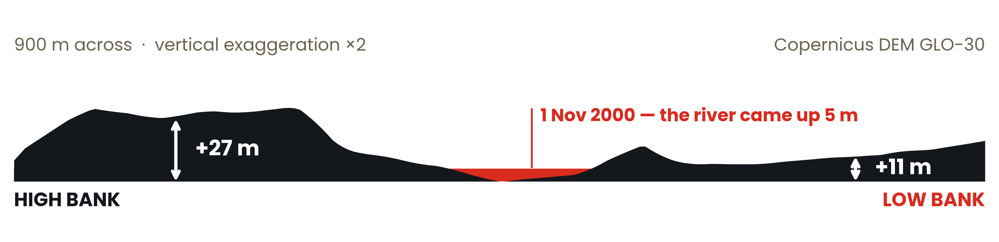 900 m across · vertical exaggeration ×2
Copernicus DEM GLO-30
1 Nov 2000 — the river came up 5 m
+27 m
+11 m
HIGH BANK
LOW BANK